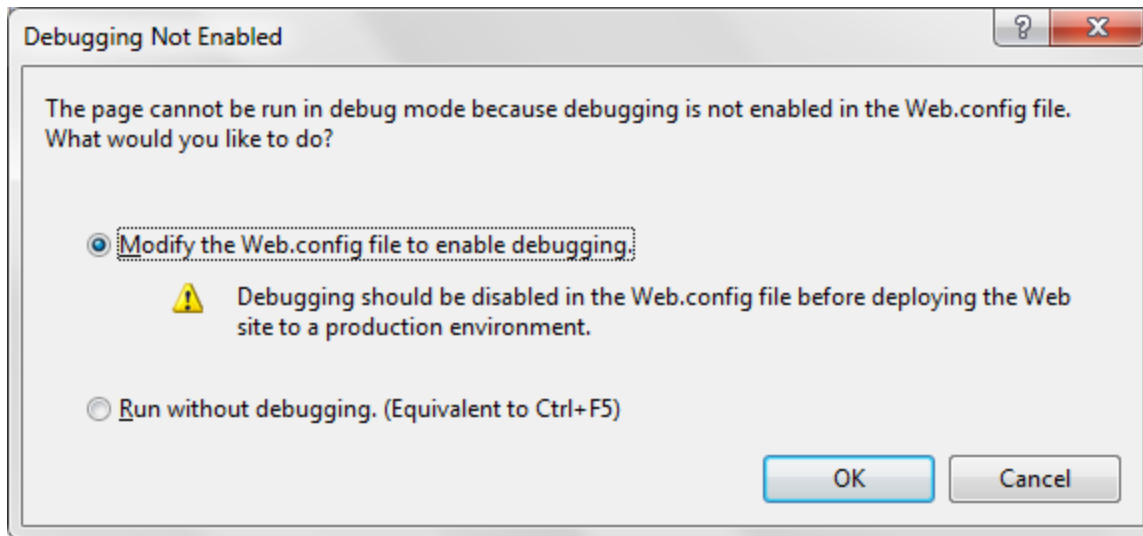 Debugging Not Enabled
The page cannot be run in debug mode because debugging is not enabled in the Web.config file.
What would you like to do?
Modify the Web.config file to enable debugging.
Debugging should be disabled in the Web.config file before deploying the Web
site to a production environment.
Run without debugging. (Equivalent to Ctrl+F5)
OK
Cancel